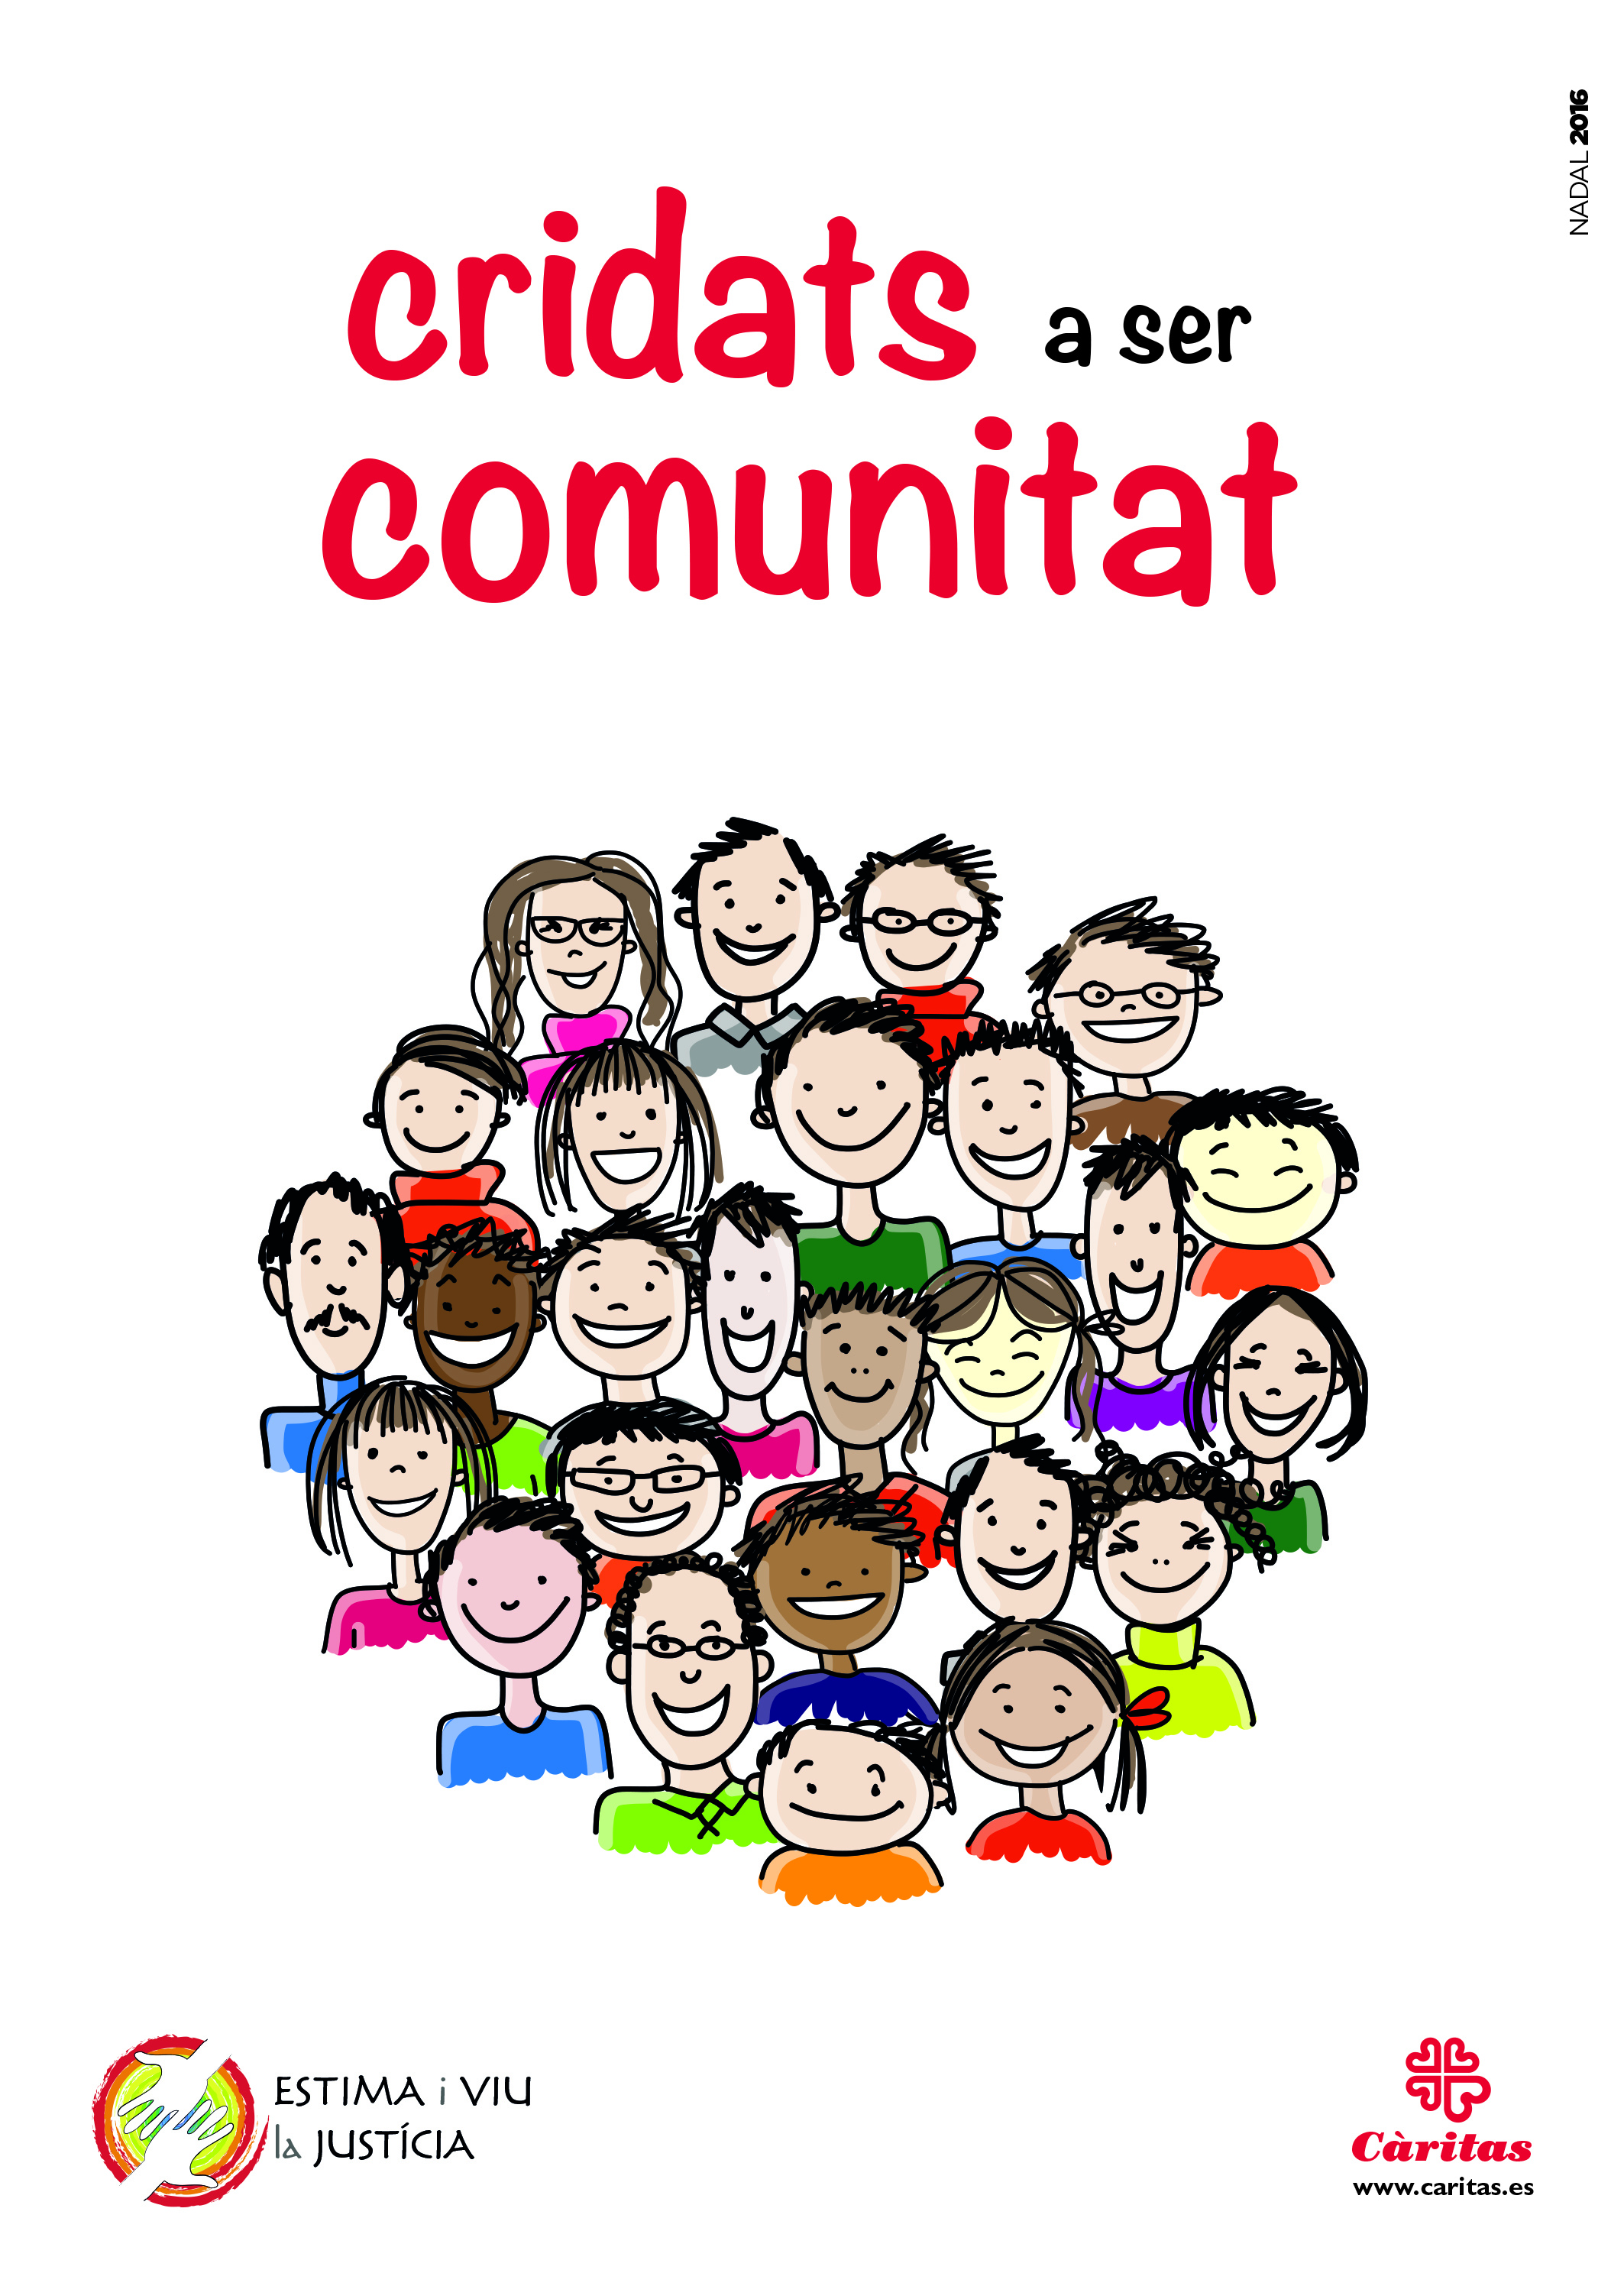 NADAL 2016
cridats a ser
comunitat
ESTIMA i VIU
la JUSTÍCIA
Càritas
www.caritas.es